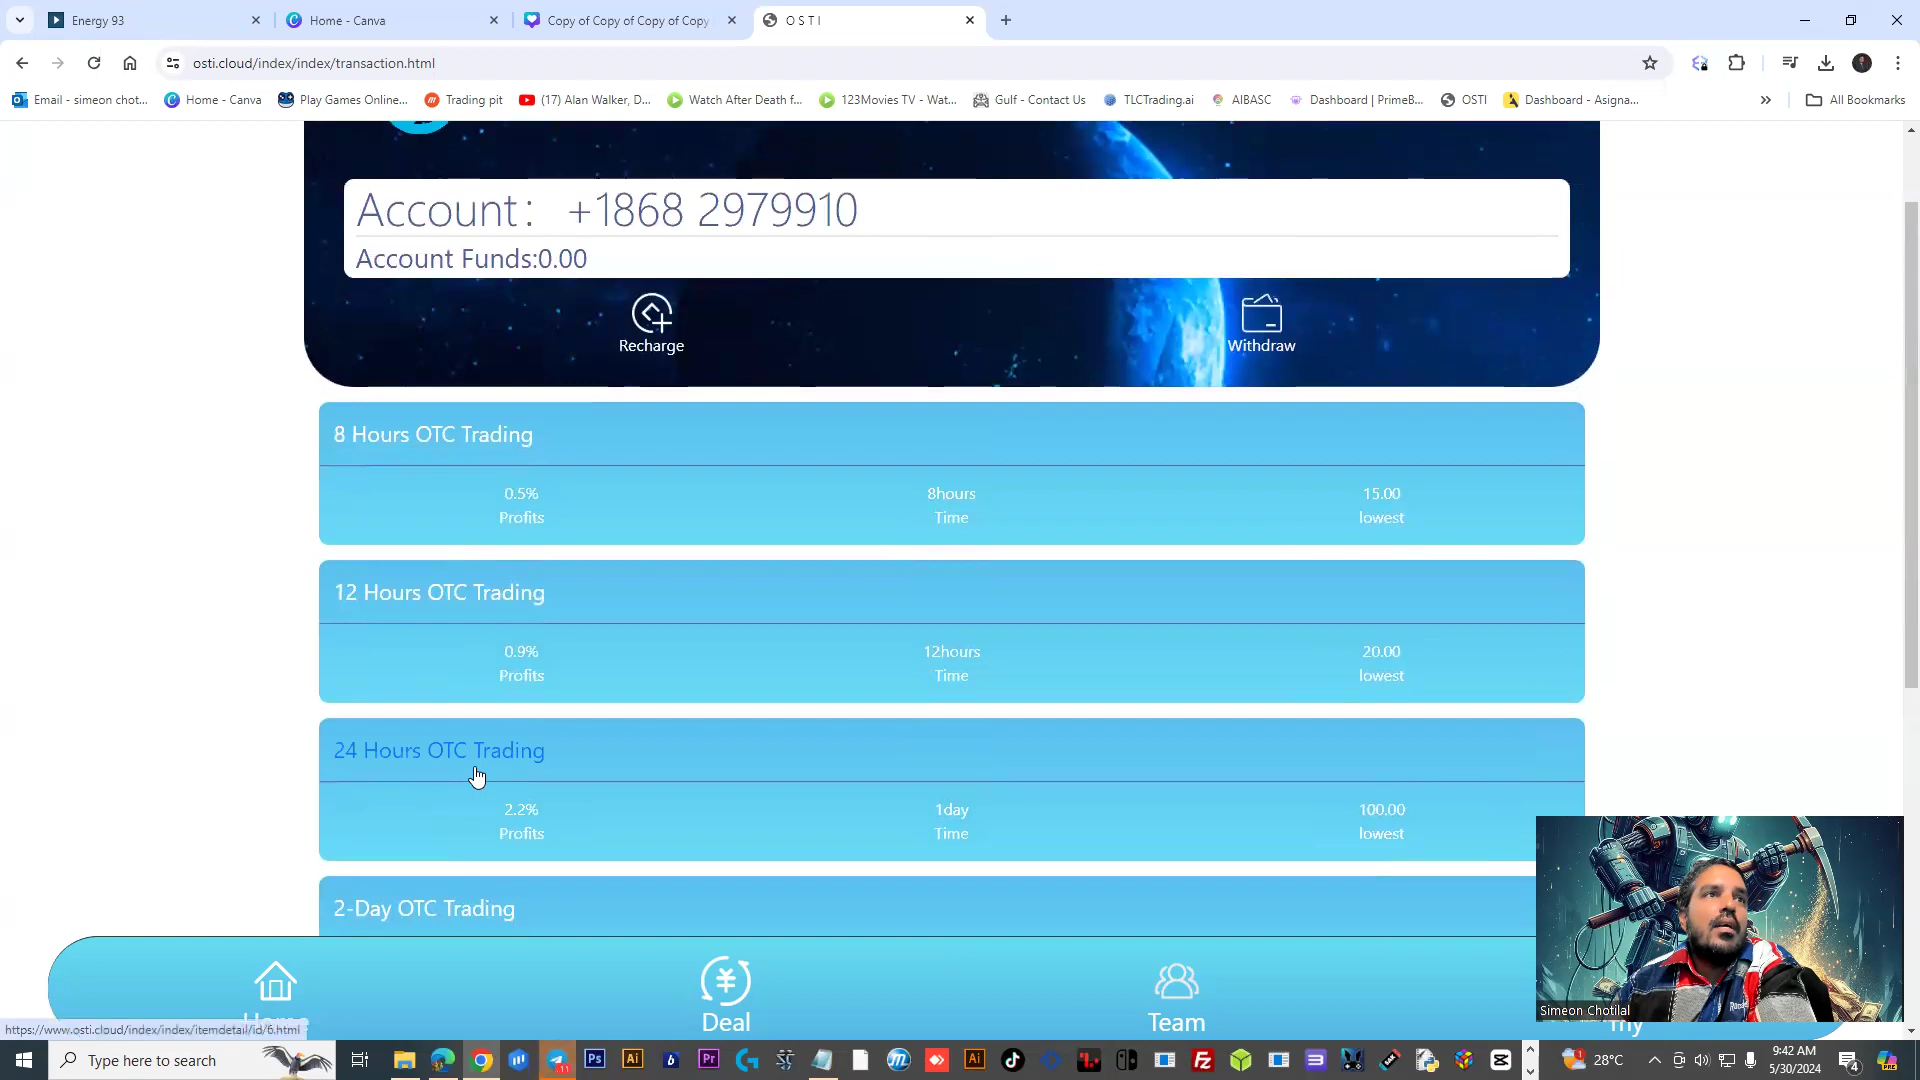 Energy 93
Home - Canva
Copy of Copy of Copy of Copy
O S T I
osti.cloud/index/index/transaction.html
Email - simeon chot...
Home - Canva
Play Games Online...
Trading pit
(17) Alan Walker, D...
Watch After Death f...
123Movies TV - Wat...
Gulf - Contact Us
TLCTrading.ai
AIBASC
Dashboard | PrimeB...
OSTI
Dashboard - Asigna...
All Bookmarks
Account: +1868 2979910
Account Funds:0.00
Recharge
Withdraw
8 Hours OTC Trading
0.5%
8hours
15.00
Profits
Time
lowest
12 Hours OTC Trading
0.9%
12hours
20.00
Profits
Time
lowest
24 Hours OTC Trading
2.2%
1day
100.00
Profits
Time
lowest
2-Day OTC Trading
Simeon Chotilal
Home
Deal
Team
my
https://www.osti.cloud/index/index/itemdetail/id/6.html
Type here to search
28°C
9:42 AM
5/30/2024